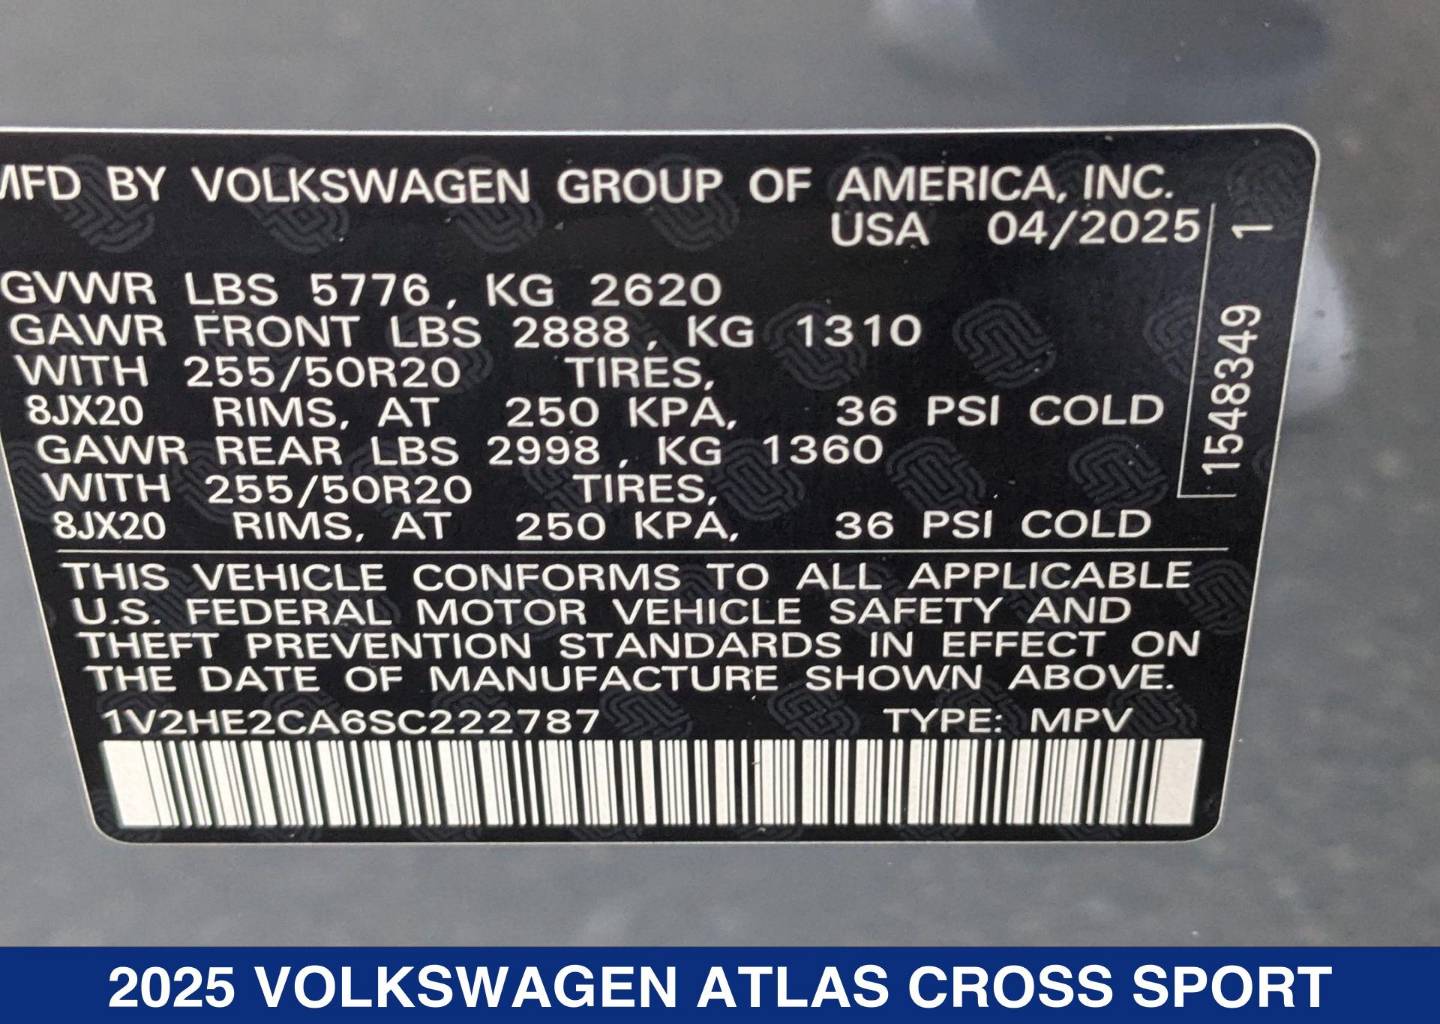 MFD BY VOLKSWAGEN GROUP OF AMERICA, INC.
USA 04/2025
GVWR LBS 5776, KG 2620
GAWR FRONT LBS 2888, KG 1310
WITH 255/50R20 TIRES,
8JX20 RIMS, AT 250 KPA, 36 PSI COLD
GAWR REAR LBS 2998, KG 1360
WITH 255/50R20 TIRES,
8JX20 RIMS, AT 250 KPA, 36 PSI COLD
1548349 1
THIS VEHICLE CONFORMS TO ALL APPLICABLE
U.S. FEDERAL MOTOR VEHICLE SAFETY AND
THEFT PREVENTION STANDARDS IN EFFECT ON
THE DATE OF MANUFACTURE SHOWN ABOVE.
1V2HE2CA6SC222787 TYPE: MPV
2025 VOLKSWAGEN ATLAS CROSS SPORT